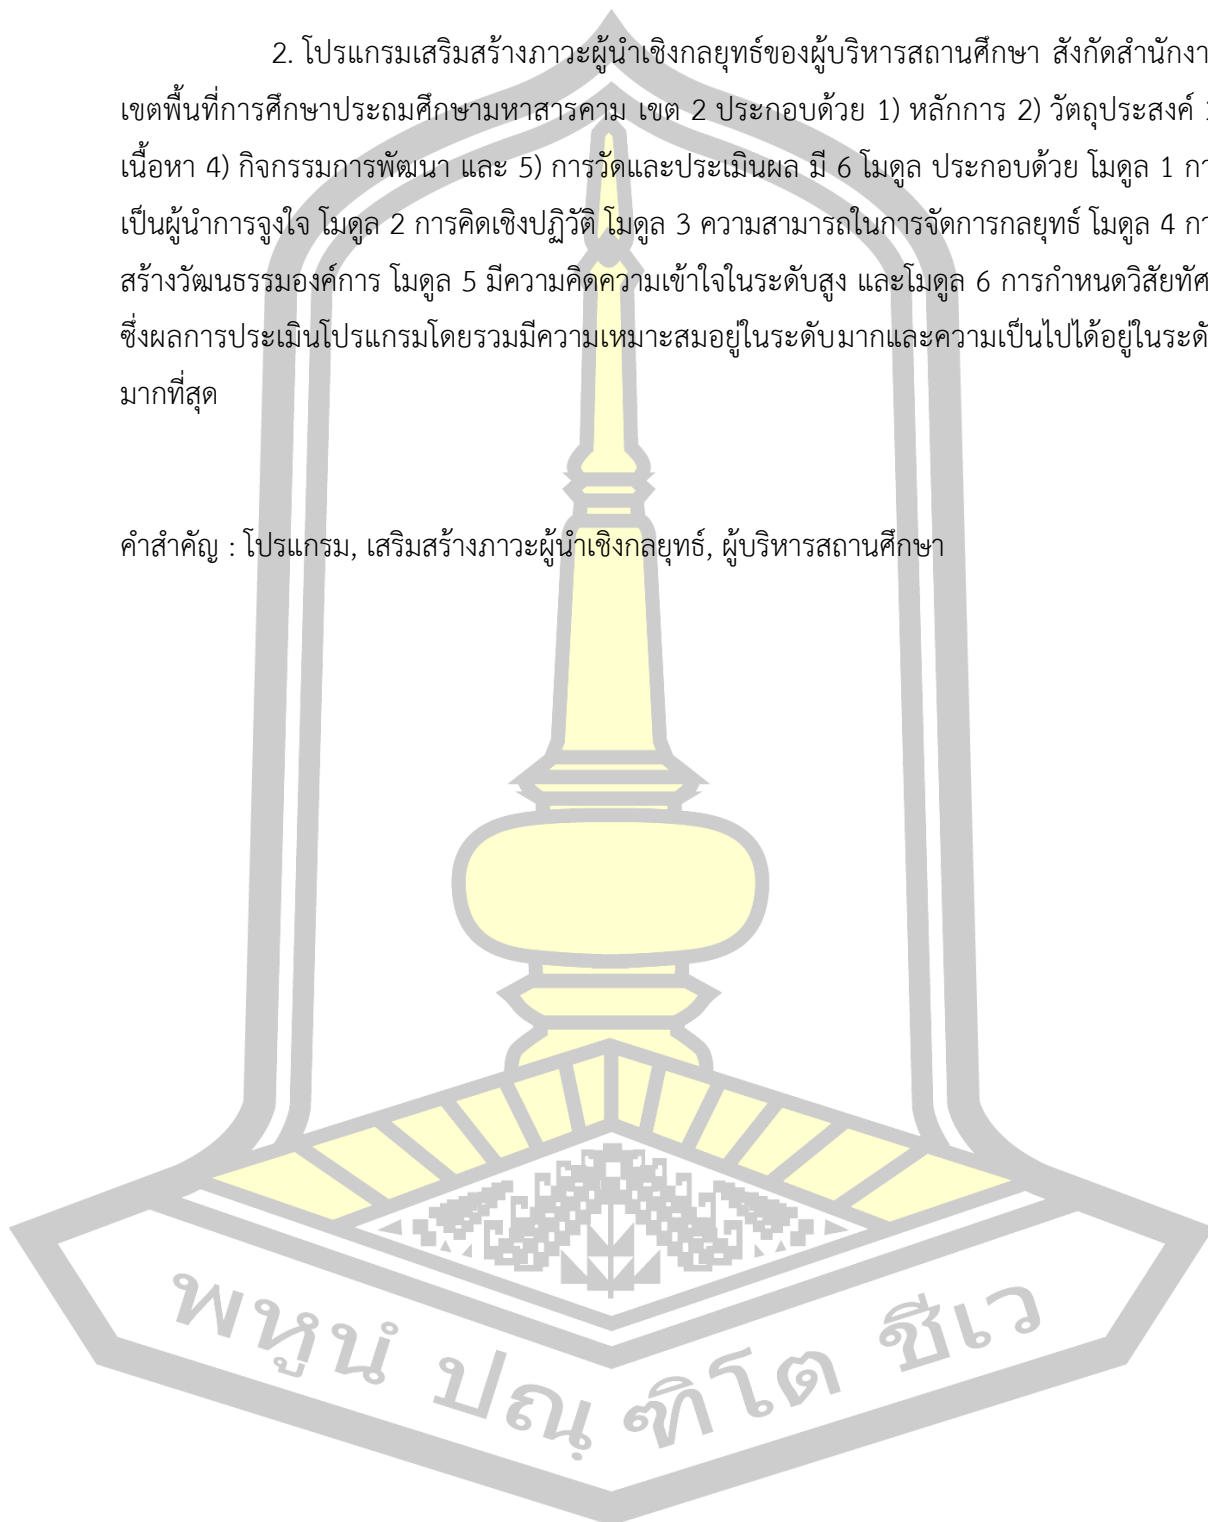 2. โปรแกรมเสริมสร้างภาวะผู้นำเชิงกลยุทธ์ของผู้บริหารสถานศึกษา สังกัดสำนักงาน
เขตพื้นที่การศึกษาประถมศึกษามหาสารคาม เขต 2 ประกอบด้วย 1) หลักการ 2) วัตถุประสงค์
เนื้อหา 4) กิจกรรมการพัฒนา และ 5) การวัดและประเมินผล มี 6 โมดูล ประกอบด้วย โมดูล 1
เป็นผู้นำการจูงใจ โมดูล 2 การคิดเชิงปฏิวัติ โมดูล 3 ความสามารถในการจัดการกลยุทธ์ โมดูล 4
สร้างวัฒนธรรมองค์การ โมดูล 5 มีความคิดความเข้าใจในระดับสูง และโมดูล 6 การกำหนดวิสัยทัศ
ซึ่งผลการประเมินโปรแกรมโดยรวมมีความเหมาะสมอยู่ในระดับมากและความเป็นไปได้อยู่ในระดั
มากที่สุด
คำสำคัญ : โปรแกรม, เสริมสร้างภาวะผู้นำเชิงกลยุทธ์, ผู้บริหารสถานศึกษา
พหูนํ ปณฺ ฑิโต ชีเว